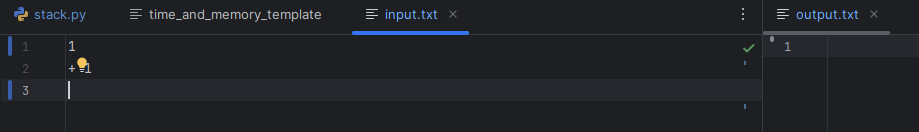 stack.py time_and_memory_template input.txt output.txt
1 1 1
2 + 1
3